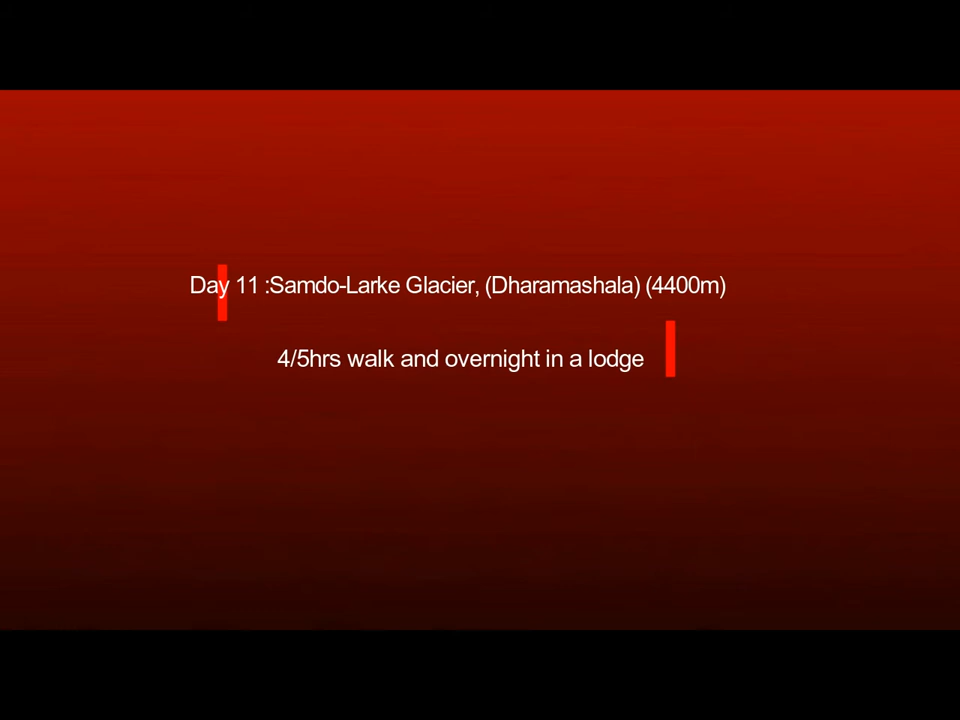 Day 11 :Samdo-Larke Glacier, (Dharamashala) (4400m)
4/5hrs walk and overnight in a lodge